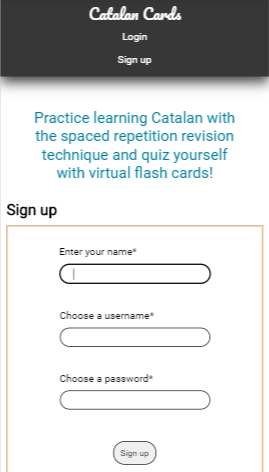 Catalan Cards
Login
Sign up
Practice learning Catalan with
the spaced repetition revision
technique and quiz yourself
with virtual flash cards!
Sign up
Enter your name*
Choose a username*
Choose a password*
Sign up